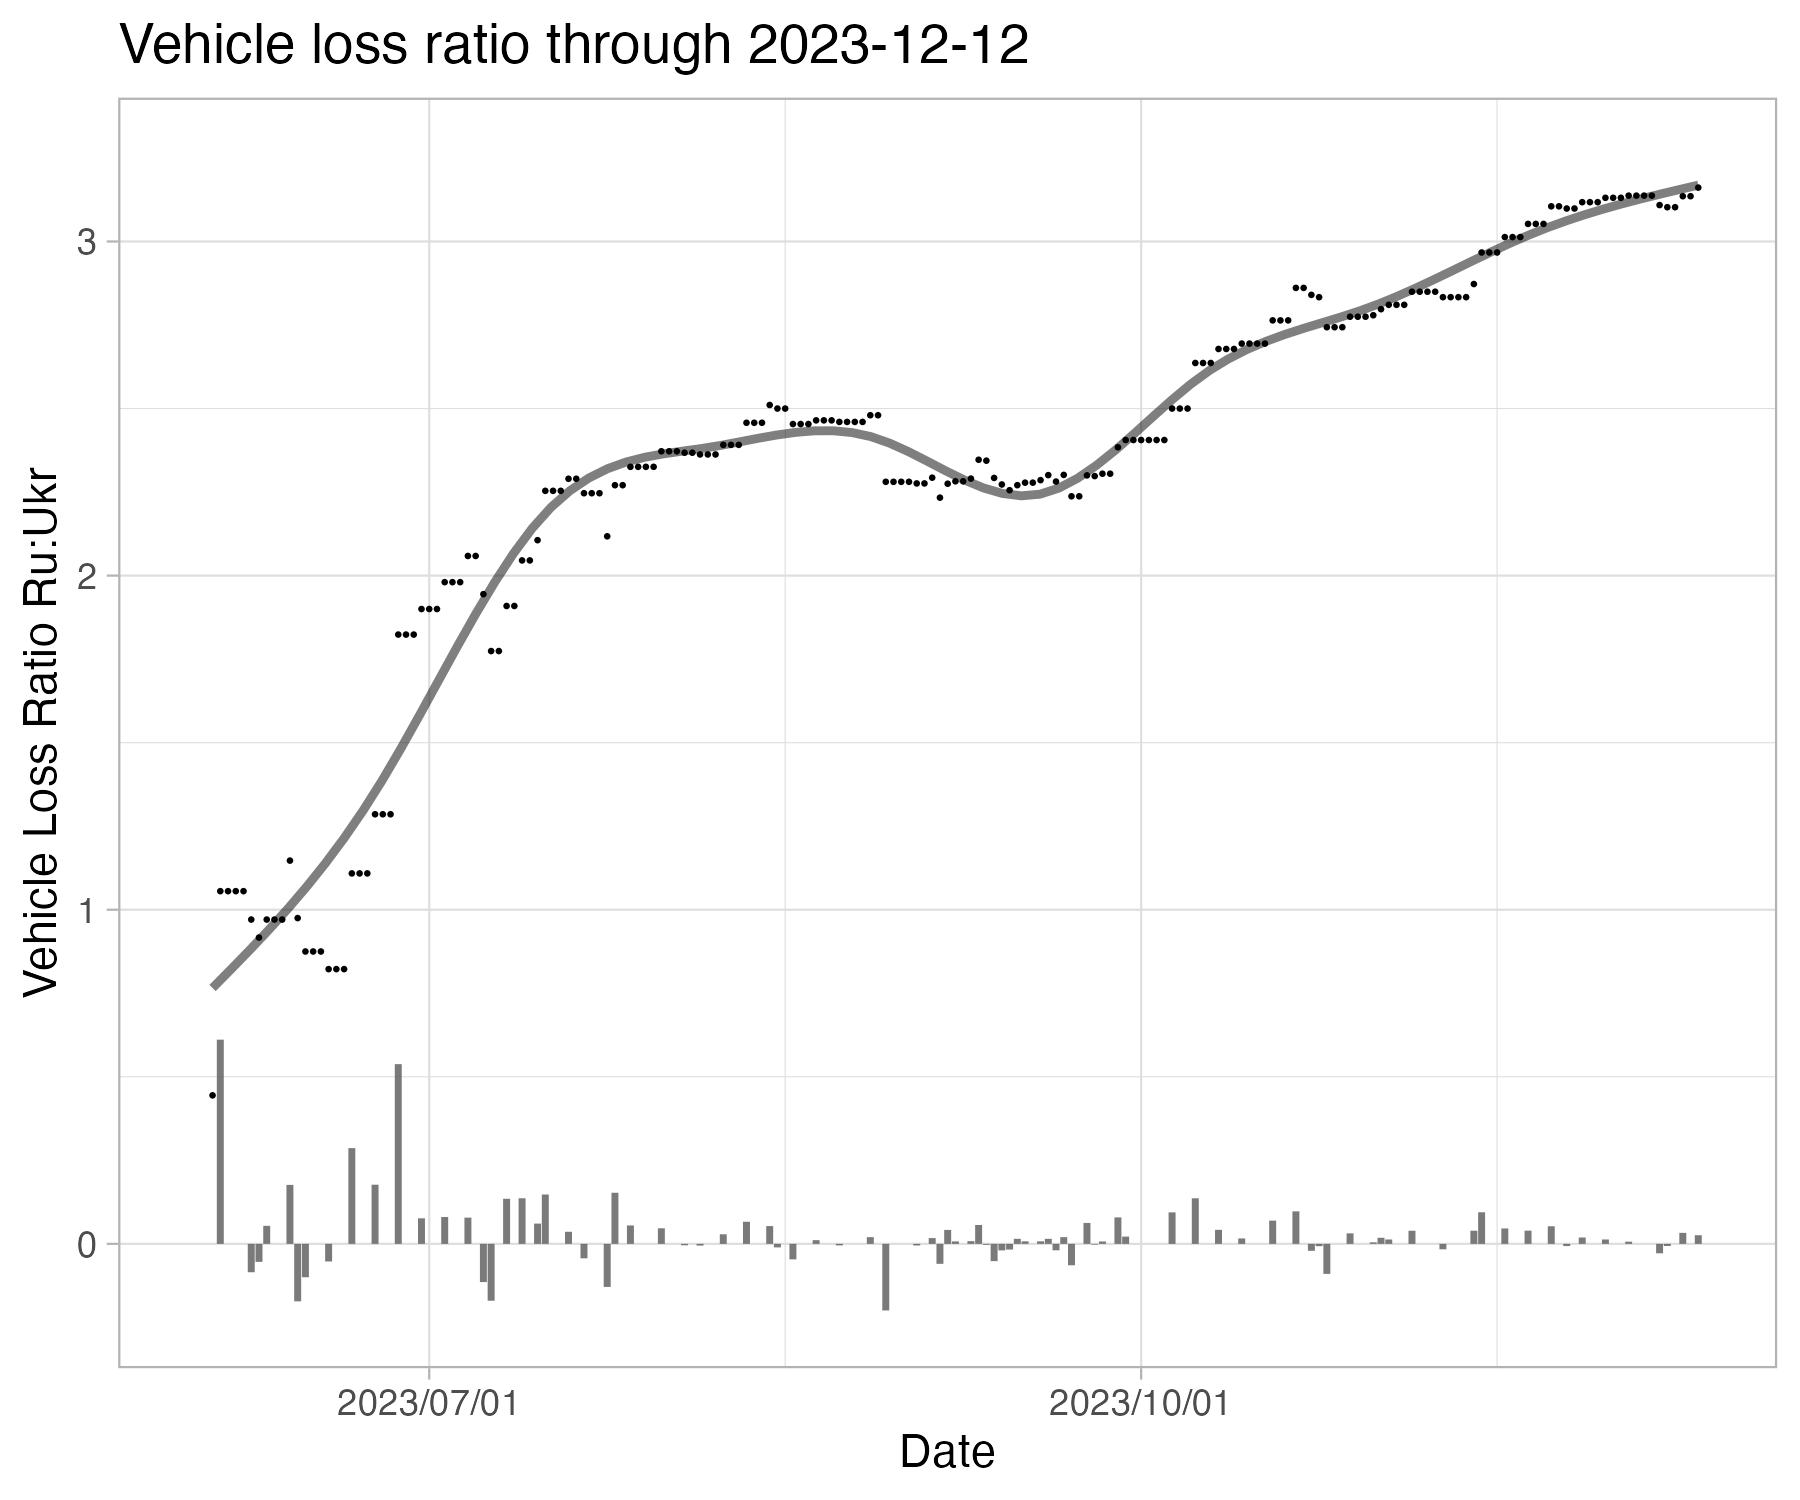 Vehicle loss ratio through 2023-12-12
Vehicle Loss Ratio Ru:Ukr
3
2
1
0
2023/07/01
2023/10/01
Date